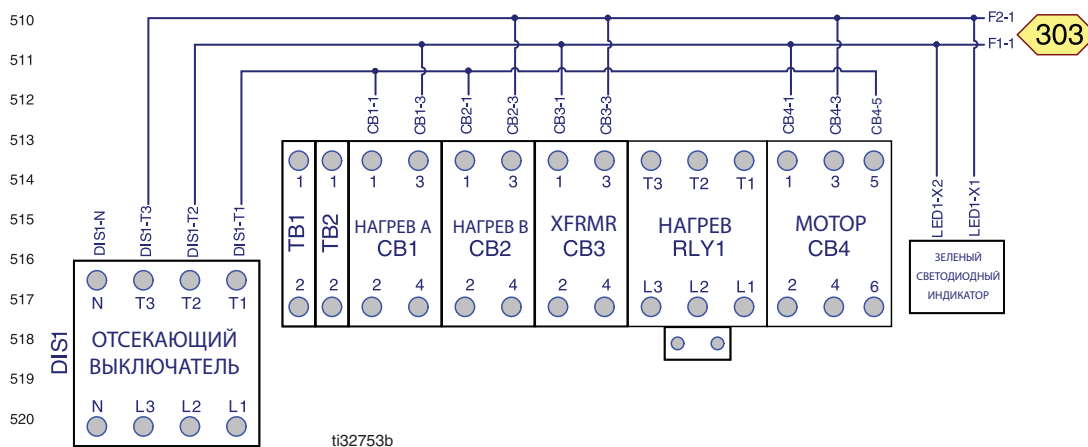 510
511
512
513
514
515
516
517
518
519
520
F2-1
F1-1
303
CB1-1
CB1-3
CB2-1
CB2-3
CB3-1
CB3-3
CB4-1
CB4-3
CB4-5
DIS1-N
DIS1-T3
DIS1-T2
DIS1-T1
LED1-X2
LED1-X1
1 1 1 3 1 3 1 3 T3 T2 T1 1 3 5
TB1
TB2
НАГРЕВ A
CB1
НАГРЕВ B
CB2
XFRMR
CB3
НАГРЕВ
RLY1
МОТОР
CB4
2 2 2 4 2 4 2 4 L3 L2 L1 2 4 6
ЗЕЛЕНЫЙ
СВЕТОДИОДНЫЙ
ИНДИКАТОР
N T3 T2 T1
DIS1
ОТСЕКАЮЩИЙ
ВЫКЛЮЧАТЕЛЬ
N L3 L2 L1
ti32753b